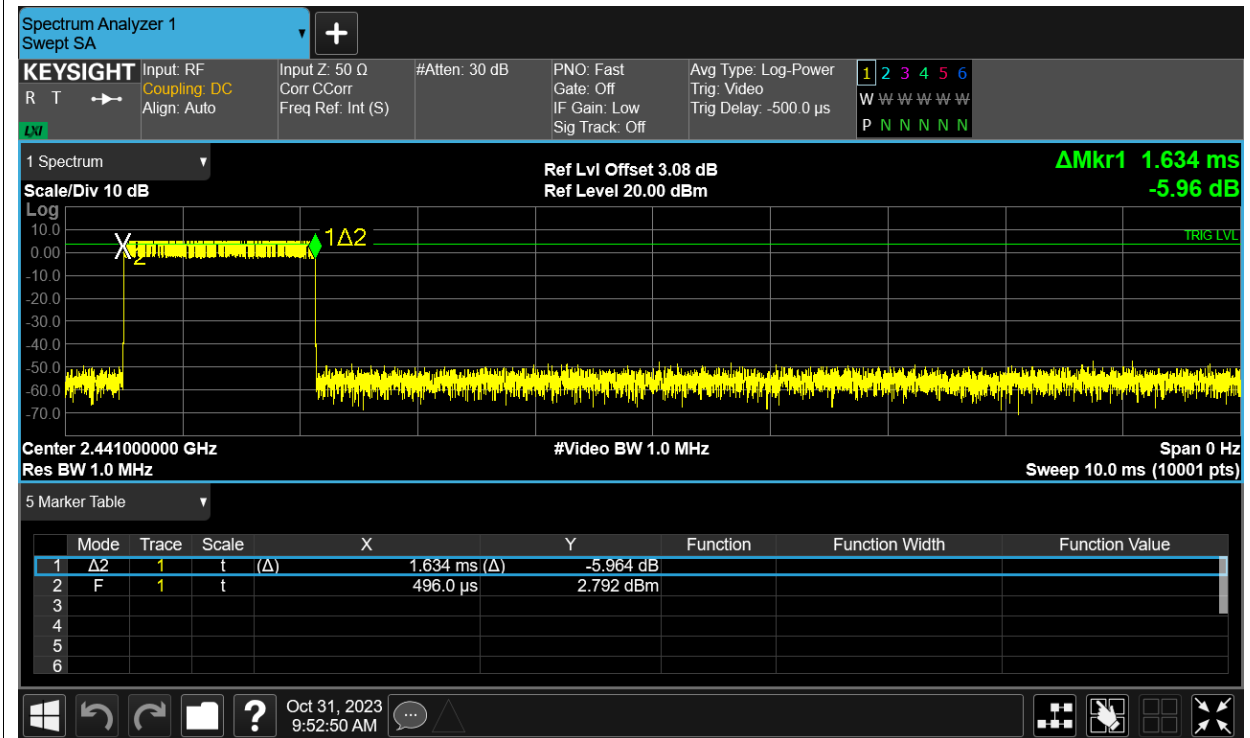 Spectrum Analyzer 1
Swept SA
KEYSIGHT
R T
LXI
Input: RF
Coupling: DC
Align: Auto
Input Z: 50 Ω
Corr CCorr
Freq Ref: Int (S)
#Atten: 30 dB
PNO: Fast
Gate: Off
IF Gain: Low
Sig Track: Off
Avg Type: Log-Power
Trig: Video
Trig Delay: -500.0 µs
1 2 3 4 5 6
W W W W W W
P N N N N N
1 Spectrum
Scale/Div 10 dB
Ref Lvl Offset 3.08 dB
Ref Level 20.00 dBm
ΔMkr1 1.634 ms
-5.96 dB
Log
10.0
0.00
-10.0
-20.0
-30.0
-40.0
-50.0
-60.0
-70.0
X
2
1Δ2
TRIG LVL
Center 2.441000000 GHz
#Video BW 1.0 MHz
Span 0 Hz
Res BW 1.0 MHz
Sweep 10.0 ms (10001 pts)
5 Marker Table
Mode Trace Scale X Y Function Function Width Function Value
1 Δ2 1 t (Δ) 1.634 ms (Δ) -5.964 dB
2 F 1 t 496.0 µs 2.792 dBm
3
4
5
6
?
Oct 31, 2023
9:52:50 AM